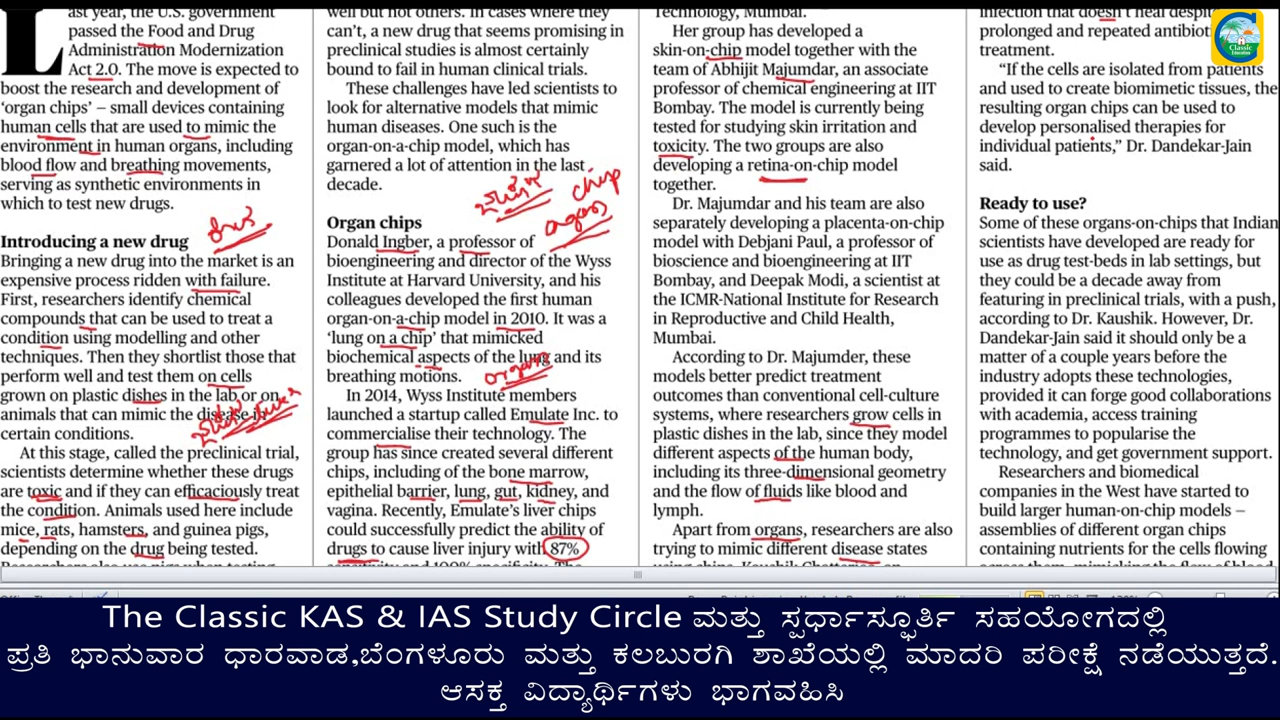 ast year, the U.S. government
passed the Food and Drug
Administration Modernization
Act 2.0. The move is expected to
boost the research and development of
‘organ chips’ – small devices containing
human cells that are used to mimic the
environment in human organs, including
blood flow and breathing movements,
serving as synthetic environments in
which to test new drugs.
Introducing a new drug
Bringing a new drug into the market is an
expensive process ridden with failure.
First, researchers identify chemical
compounds that can be used to treat a
condition using modelling and other
techniques. Then they shortlist those that
perform well and test them on cells
grown on plastic dishes in the lab, or on
animals that can mimic the disease in
certain conditions.
At this stage, called the preclinical trial,
scientists determine whether these drugs
are toxic and if they can efficaciously treat
the condition. Animals used here include
mice, rats, hamsters, and guinea pigs,
depending on the drug being tested.
well but not others. In cases where they
can’t, a new drug that seems promising in
preclinical studies is almost certainly
bound to fail in human clinical trials.
These challenges have led scientists to
look for alternative models that mimic
human diseases. One such is the
organ-on-a-chip model, which has
garnered a lot of attention in the last
decade.
chip
organ
Organ chips
Donald Ingber, a professor of
bioengineering and director of the Wyss
Institute at Harvard University, and his
colleagues developed the first human
organ-on-a-chip model in 2010. It was a
‘lung on a chip’ that mimicked
biochemical aspects of the lung and its
breathing motions.
organ
In 2014, Wyss Institute members
launched a startup called Emulate Inc. to
commercialise their technology. The
group has since created several different
chips, including of the bone marrow,
epithelial barrier, lung, gut, kidney, and
vagina. Recently, Emulate’s liver chips
could successfully predict the ability of
drugs to cause liver injury with 87%
sensitivity and 100% specificity. The
Technology, Mumbai.
Her group has developed a
skin-on-chip model together with the
team of Abhijit Majumdar, an associate
professor of chemical engineering at IIT
Bombay. The model is currently being
tested for studying skin irritation and
toxicity. The two groups are also
developing a retina-on-chip model
together.
Dr. Majumdar and his team are also
separately developing a placenta-on-chip
model with Debjani Paul, a professor of
bioscience and bioengineering at IIT
Bombay, and Deepak Modi, a scientist at
the ICMR-National Institute for Research
in Reproductive and Child Health,
Mumbai.
According to Dr. Majumder, these
models better predict treatment
outcomes than conventional cell-culture
systems, where researchers grow cells in
plastic dishes in the lab, since they model
different aspects of the human body,
including its three-dimensional geometry
and the flow of fluids like blood and
lymph.
Apart from organs, researchers are also
trying to mimic different disease states
infection that doesn’t heal despite
prolonged and repeated
treatment.
“If the cells are isolated from patients
and used to create biomimetic tissues, the
resulting organ chips can be used to
develop personalised therapies for
individual patients,” Dr. Dandekar-Jain
said.
Ready to use?
Some of these organs-on-chips that Indian
scientists have developed are ready for
use as drug test-beds in lab settings, but
they could be a decade away from
featuring in preclinical trials, with a push,
according to Dr. Kaushik. However, Dr.
Dandekar-Jain said it should only be a
matter of a couple years before the
industry adopts these technologies,
provided it can forge good collaborations
with academia, access training
programmes to popularise the
technology, and get government support.
Researchers and biomedical
companies in the West have started to
build larger human-on-chip models –
assemblies of different organ chips
containing nutrients for the cells flowing
Classic
Education
The Classic KAS & IAS Study Circle ಮತ್ತು ಸ್ಪರ್ಧಾಸ್ಫೂರ್ತಿ ಸಹಯೋಗದಲ್ಲಿ
ಪ್ರತಿ ಭಾನುವಾರ ಧಾರವಾಡ,ಬೆಂಗಳೂರು ಮತ್ತು ಕಲಬುರಗಿ ಶಾಖೆಯಲ್ಲಿ ಮಾದರಿ ಪರೀಕ್ಷೆ ನಡೆಯುತ್ತದೆ.
ಆಸಕ್ತ ವಿದ್ಯಾರ್ಥಿಗಳು ಭಾಗವಹಿಸಿ